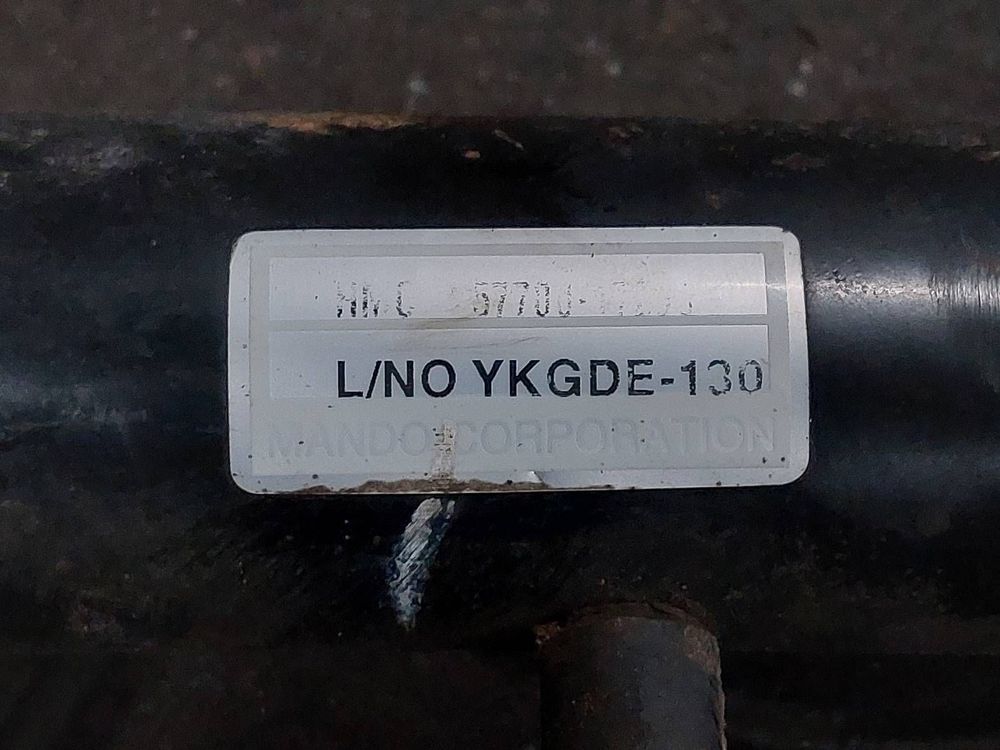 HMC 57700
L/NO YKGDE-130
MANDO CORPORATION